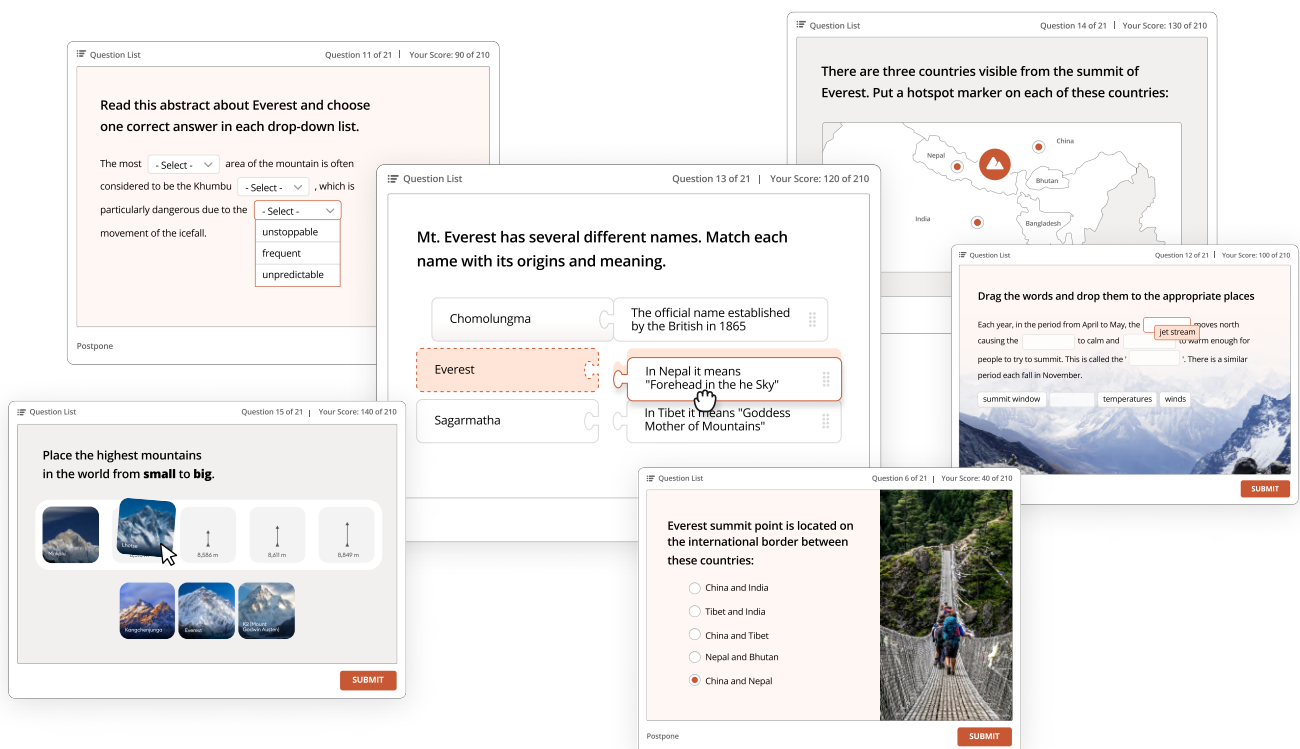 Question List
Question 11 of 21 | Your Score: 90 of 210
Read this abstract about Everest and choose
one correct answer in each drop-down list.
The most - Select - area of the mountain is often
considered to be the Khumbu - Select - , which is
particularly dangerous due to the - Select -
movement of the icefall.
unstoppable
frequent
unpredictable
Postpone
Question List
Question 14 of 21 | Your Score: 130 of 210
There are three countries visible from the summit of
Everest. Put a hotspot marker on each of these countries:
China
Nepal
Bhutan
India
Bangladesh
Question List
Question 13 of 21 | Your Score: 120 of 210
Mt. Everest has several different names. Match each
name with its origins and meaning.
Chomolungma
The official name established
by the British in 1865
Everest
In Nepal it means
"Forehead in the he Sky"
Sagarmatha
In Tibet it means "Goddess
Mother of Mountains"
Question List
Question 12 of 21 | Your Score: 100 of 210
Drag the words and drop them to the appropriate places
Each year, in the period from April to May, the moves north
jet stream
causing the to calm and to warm enough for
people to try to summit. This is called the ' '. There is a similar
period each fall in November.
summit window
temperatures
winds
SUBMIT
Question List
Question 15 of 21 | Your Score: 140 of 210
Place the highest mountains
in the world from small to big.
Makalu
Lhotse
8,586 m
8,611 m
8,849 m
Kangchenjunga
Everest
K2 (Mount
Godwin Austen)
SUBMIT
Question List
Question 6 of 21 | Your Score: 40 of 210
Everest summit point is located on
the international border between
these countries:
China and India
Tibet and India
China and Tibet
Nepal and Bhutan
China and Nepal
Postpone
SUBMIT